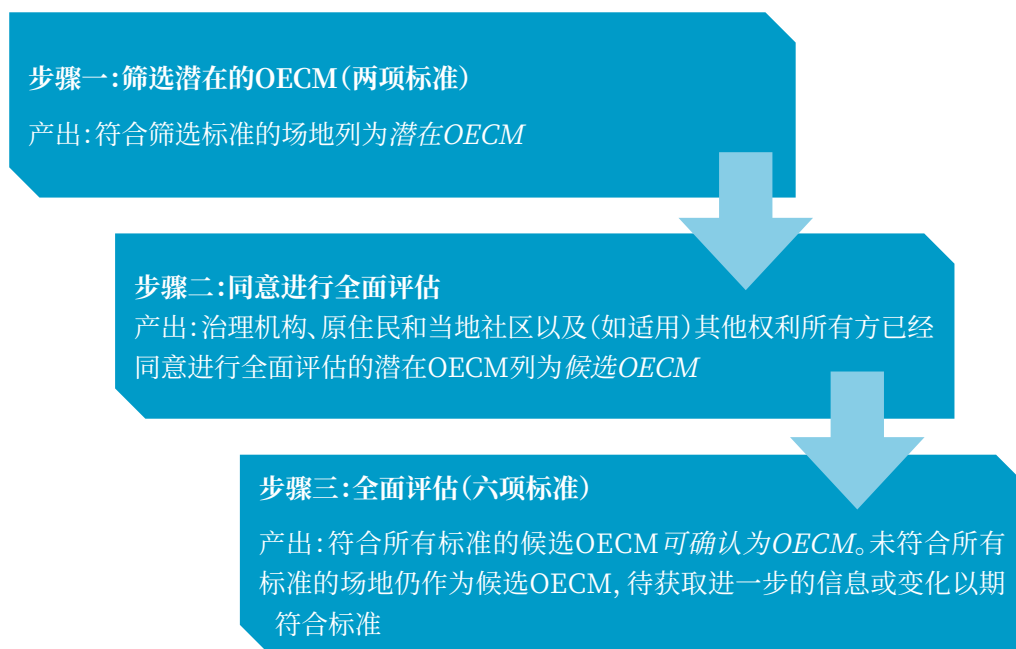 步骤一：筛选潜在的OECM（两项标准）
产出：符合筛选标准的场地列为潜在OECM
步骤二：同意进行全面评估
产出：治理机构、原住民和当地社区以及（如适用）其他权利所有方已经
同意进行全面评估的潜在OECM列为候选OECM
步骤三：全面评估（六项标准）
产出：符合所有标准的候选OECM可确认为OECM。未符合所有
标准的场地仍作为候选OECM，待获取进一步的信息或变化以期
符合标准